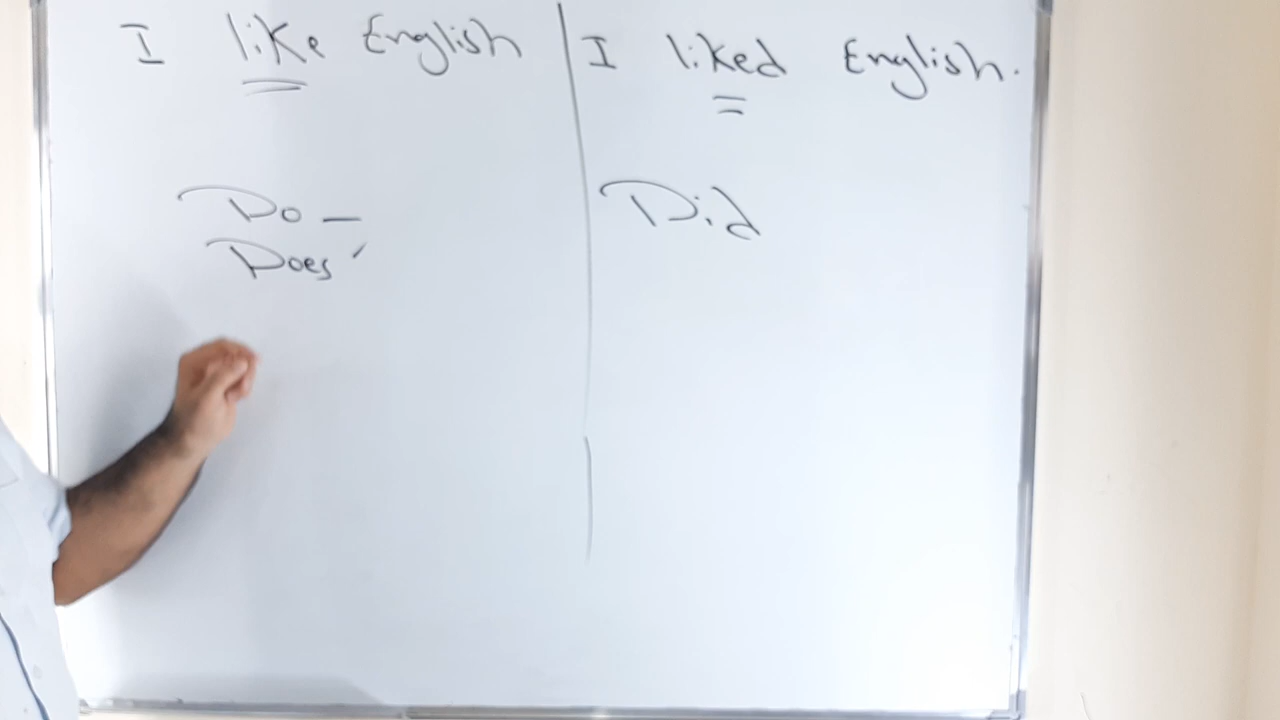 I like English
Do –
Does
I liked English.
Did